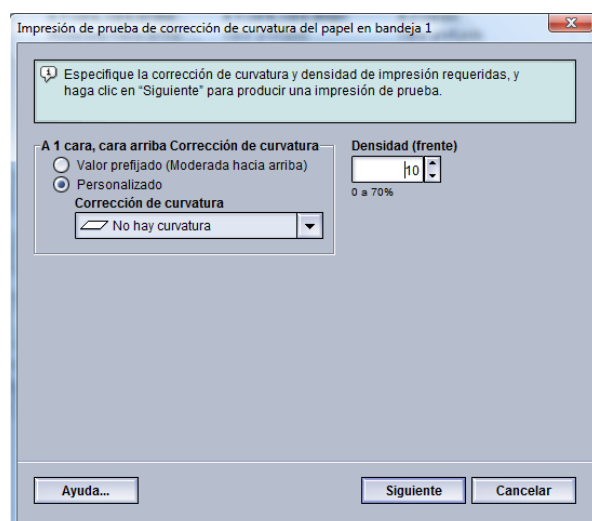 Impresión de prueba de corrección de curvatura del papel en bandeja 1
Especifique la corrección de curvatura y densidad de impresión requeridas, y
haga clic en “Siguiente” para producir una impresión de prueba.
A 1 cara, cara arriba Corrección de curvatura
Valor prefijado (Moderada hacia arriba)
Personalizado
Corrección de curvatura
No hay curvatura
Densidad (frente)
10
0 a 70%
Ayuda...
Siguiente
Cancelar